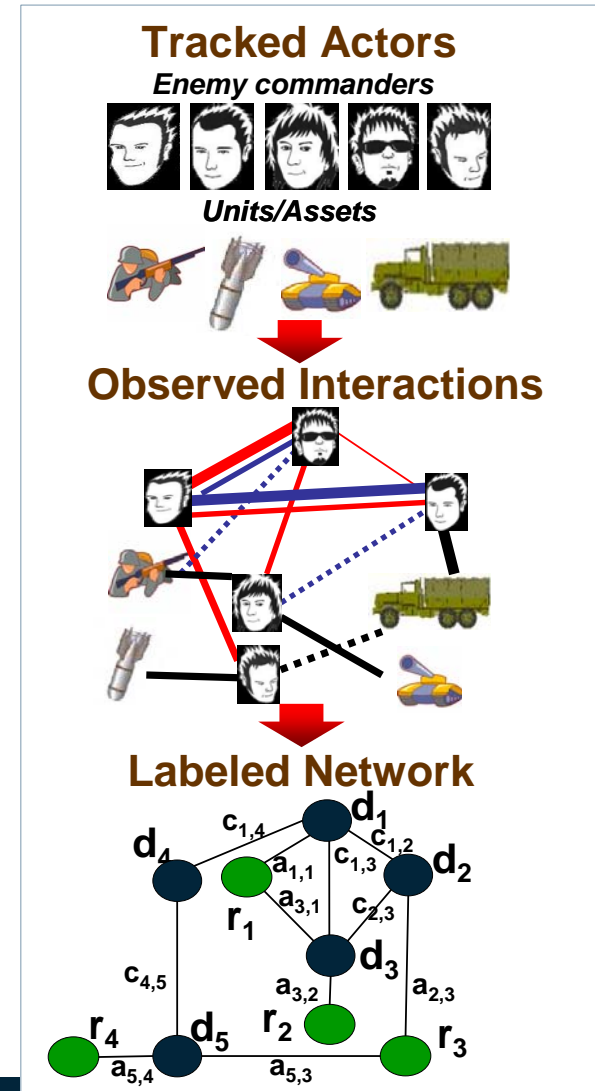 Tracked Actors
Enemy commanders
Units/Assets
Observed Interactions
Labeled Network
d1
c1,4
c1,2
d4
a1,1
c1,3
d2
r1
a3,1
c2,3
d3
c4,5
a3,2
a2,3
r4
d5
r2
r3
a5,4
a5,3